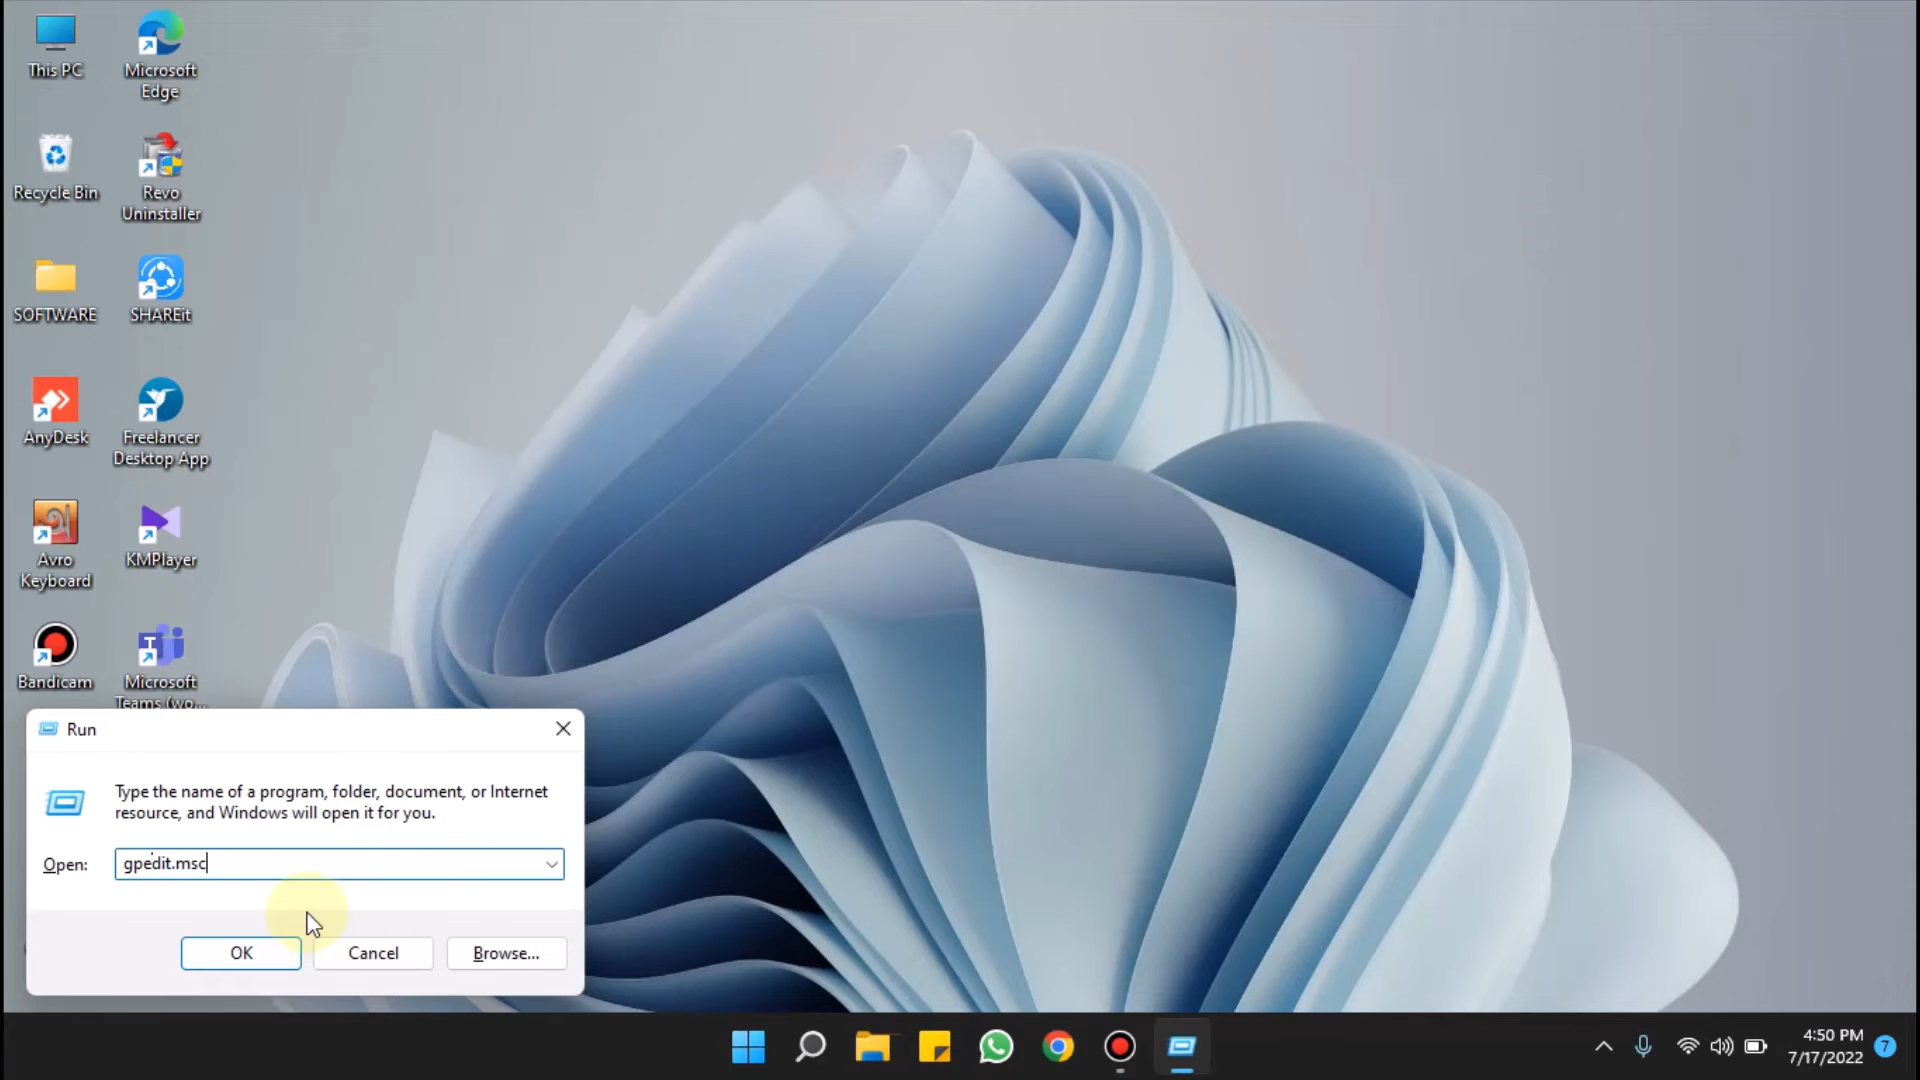 This PC
Microsoft
Edge
Recycle Bin
Revo
Uninstaller
SOFTWARE
SHAREit
AnyDesk
Freelancer
Desktop App
Avro
Keyboard
KMPlayer
Bandicam
Microsoft
Teams (wo...
Run
Type the name of a program, folder, document, or Internet
resource, and Windows will open it for you.
Open:
gpedit.msc
OK
Cancel
Browse...
4:50 PM
7/17/2022
7